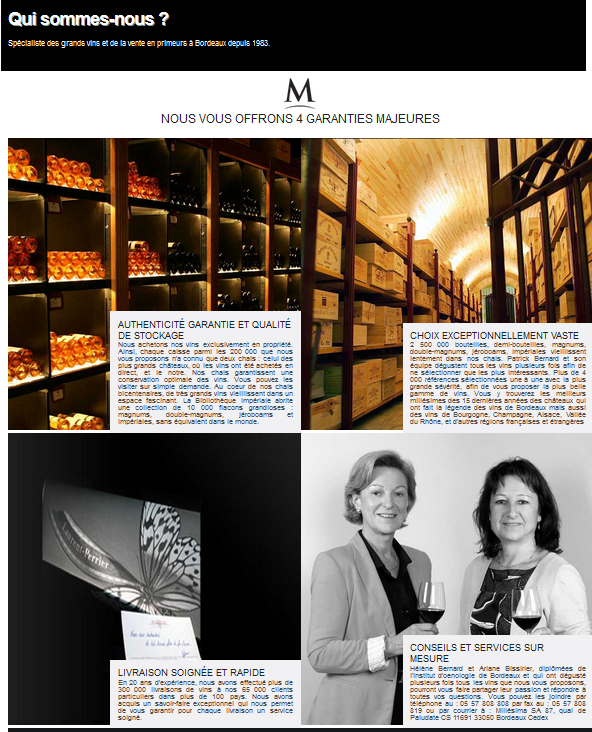 Qui sommes-nous ?
Spécialiste des grands vins et de la vente en primeurs à Bordeaux depuis 1983.
M
NOUS VOUS OFFRONS 4 GARANTIES MAJEURES
AUTHENTICITÉ GARANTIE ET QUALITÉ
DE STOCKAGE
Nous achetons nos vins exclusivement en propriété.
Ainsi, chaque caisse parmi les 200 000 que nous
vous proposons n'a connu que deux chais : celui des
plus grands châteaux, où les vins ont été achetés en
direct, et le notre. Nos chais garantissent une
conservation optimale des vins. Vous pouvez les
visiter sur simple demande. Au coeur de nos chais
bicentenaires, de très grands vins vieillissent dans un
espace fascinant. La Bibliothèque Impériale abrite
une collection de 10 000 flacons grandioses :
magnums, double-magnums, jéroboams et
impériales, sans équivalent dans le monde.
CHOIX EXCEPTIONNELLEMENT VASTE
2 500 000 bouteilles, demi-bouteilles, magnums,
double-magnums, jéroboams, impériales vieillissent
lentement dans nos chais. Patrick Bernard et son
équipe dégustent tous les vins plusieurs fois afin de
ne sélectionner que les plus intéressants. Plus de 4
000 références sélectionnées une à une avec la plus
grande sévérité, afin de vous proposer la plus belle
gamme de vins. Vous y trouverez les meilleurs
millésimes des 15 dernières années des châteaux qui
ont fait la légende des vins de Bordeaux mais aussi
des vins de Bourgogne, Champagne, Alsace, Vallée
du Rhône, et d'autres régions françaises et étrangères
Laurent-Perrier
LIVRAISON SOIGNÉE ET RAPIDE
En 20 ans d'expérience, nous avons effectué plus de
300 000 livraisons de vins à nos 65 000 clients
particuliers dans plus de 100 pays. Nous avons
acquis un savoir-faire exceptionnel qui nous permet
de vous garantir pour chaque livraison un service
soigné.
CONSEILS ET SERVICES SUR
MESURE
Hélène Bernard et Ariane Bissirier, diplômées de
l'Institut d'oenologie de Bordeaux et qui ont dégusté
plusieurs fois tous les vins que nous vous proposons,
pourront vous faire partager leur passion et répondre à
toutes vos questions. Vous pouvez les joindre par
téléphone au : 05 57 808 808 par fax au : 05 57 808
819 ou par courrier à : Millésima SA 87, quai de
Paludate CS 11691 33050 Bordeaux Cedex